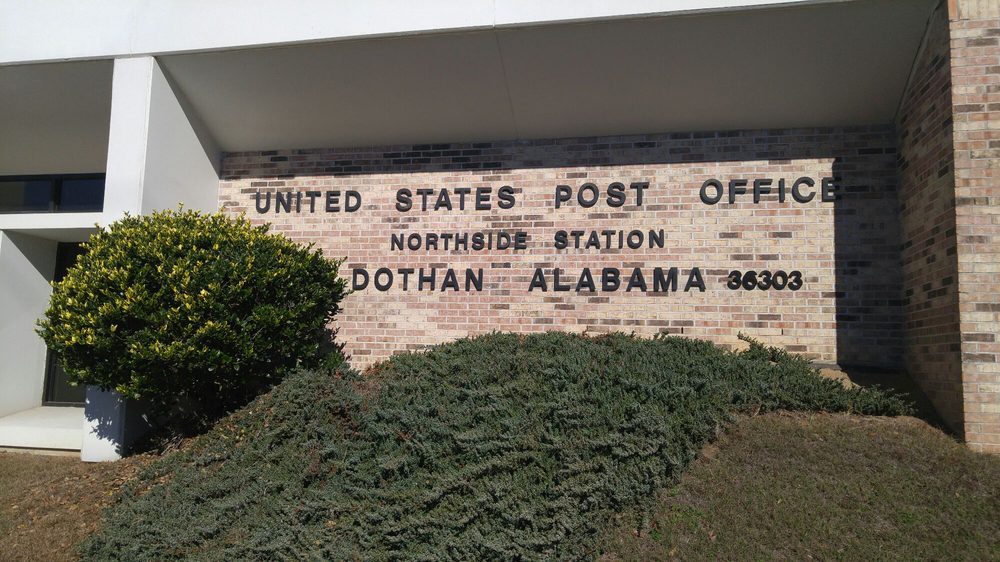 UNITED STATES POST OFFICE
NORTHSIDE STATION
DOTHAN ALABAMA 36303